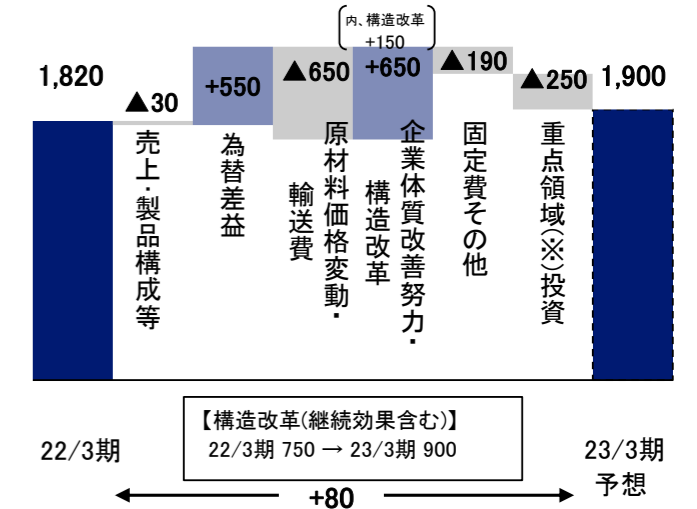 内、構造改革
+150
1,820
▲30
+550
▲650
+650
▲190
▲250
1,900
売上・製品構成等
為替差益
原材料価格変動・
輸送費
企業体質改善努力・
構造改革
固定費その他
重点領域(※)投資
【構造改革(継続効果含む)】
22/3期 750 → 23/3期 900
22/3期
23/3期
予想
+80